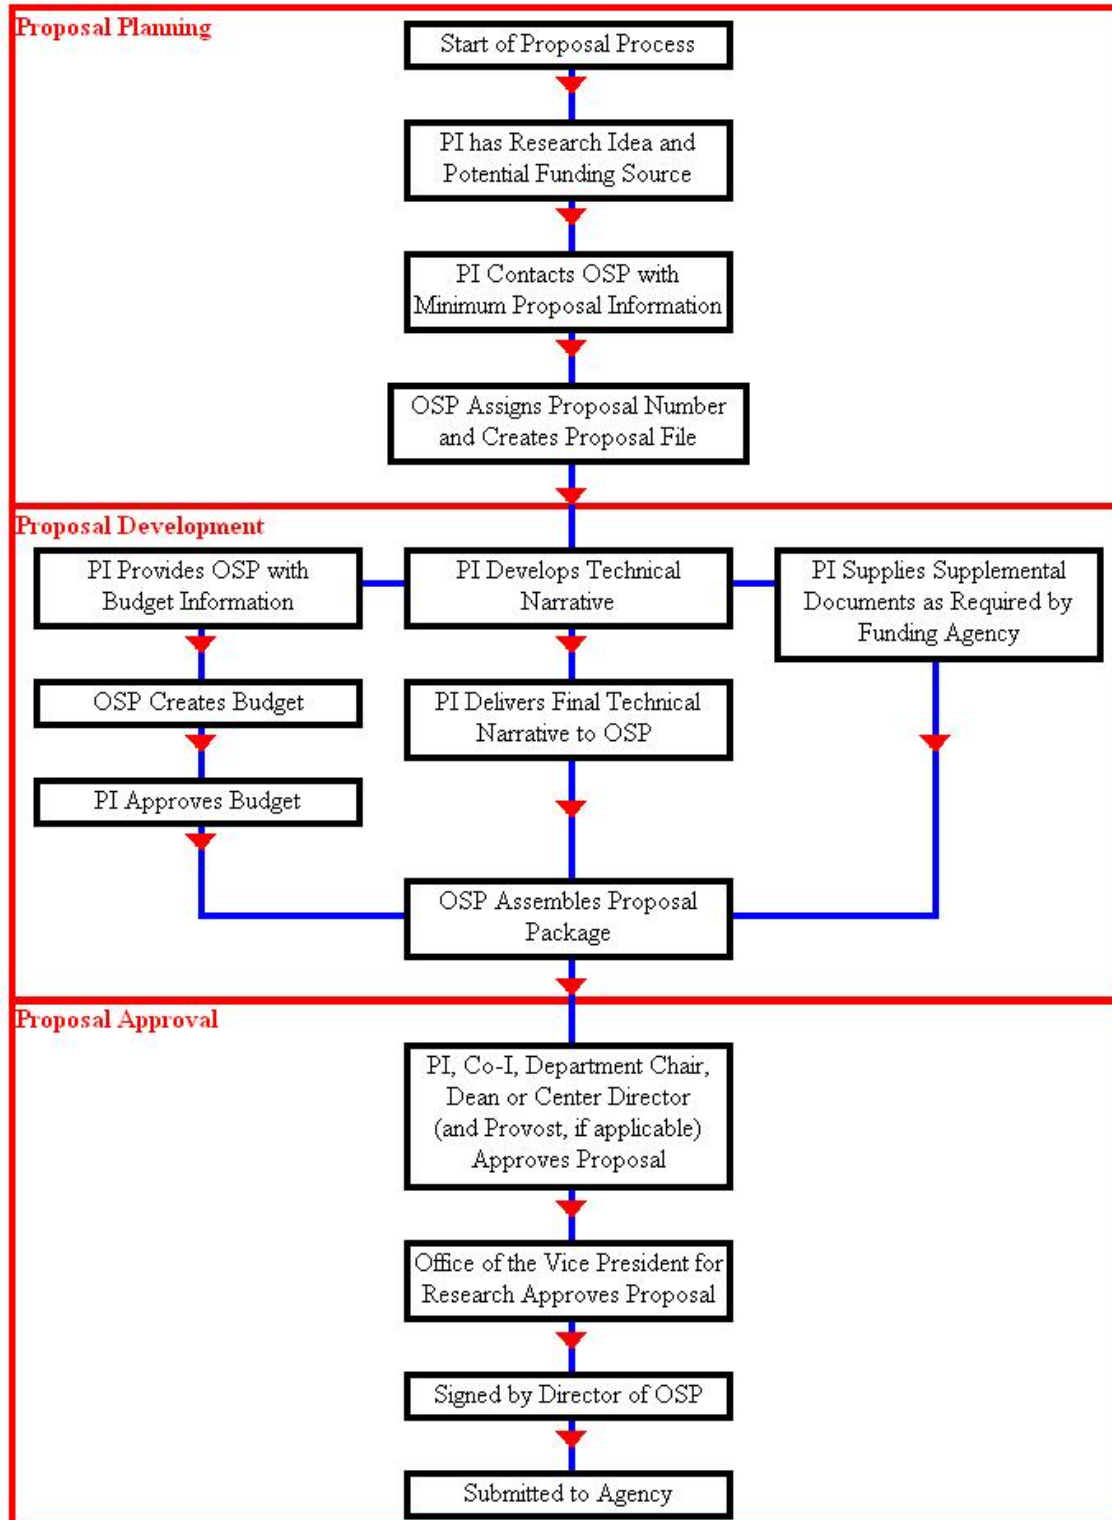 Proposal Planning
Start of Proposal Process
PI has Research Idea and
Potential Funding Source
PI Contacts OSP with
Minimum Proposal Information
OSP Assigns Proposal Number
and Creates Proposal File
Proposal Development
PI Provides OSP with
Budget Information
PI Develops Technical
Narrative
PI Supplies Supplemental
Documents as Required by
Funding Agency
OSP Creates Budget
PI Delivers Final Technical
Narrative to OSP
PI Approves Budget
OSP Assembles Proposal
Package
Proposal Approval
PI, Co-I, Department Chair,
Dean or Center Director
(and Provost, if applicable)
Approves Proposal
Office of the Vice President for
Research Approves Proposal
Signed by Director of OSP
Submitted to Agency